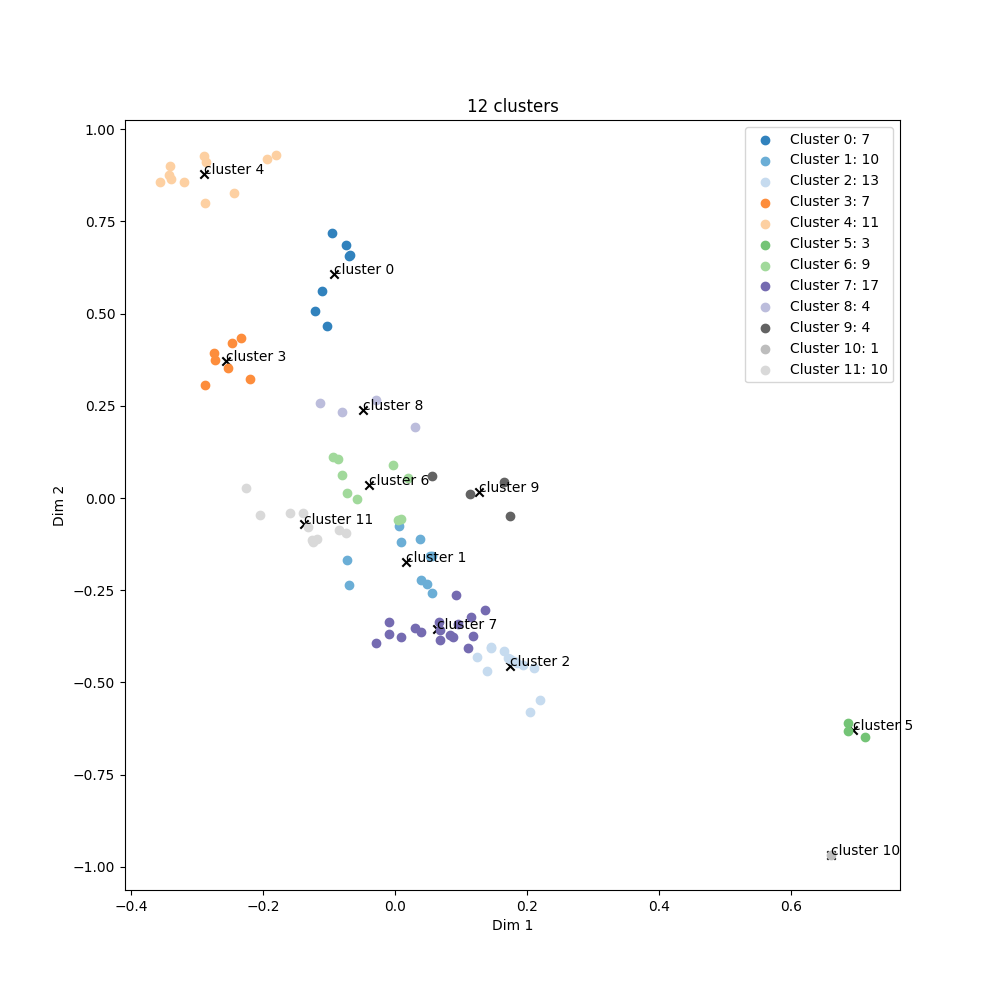 12 clusters
1.00
0.75
0.50
0.25
0.00
−0.25
−0.50
−0.75
−1.00
Dim 2
−0.4
−0.2
0.0
0.2
0.4
0.6
Dim 1
Cluster 0: 7
Cluster 1: 10
Cluster 2: 13
Cluster 3: 7
Cluster 4: 11
Cluster 5: 3
Cluster 6: 9
Cluster 7: 17
Cluster 8: 4
Cluster 9: 4
Cluster 10: 1
Cluster 11: 10
cluster 4
cluster 0
cluster 3
cluster 8
cluster 6
cluster 9
cluster 11
cluster 1
cluster 7
cluster 2
cluster 5
cluster 10